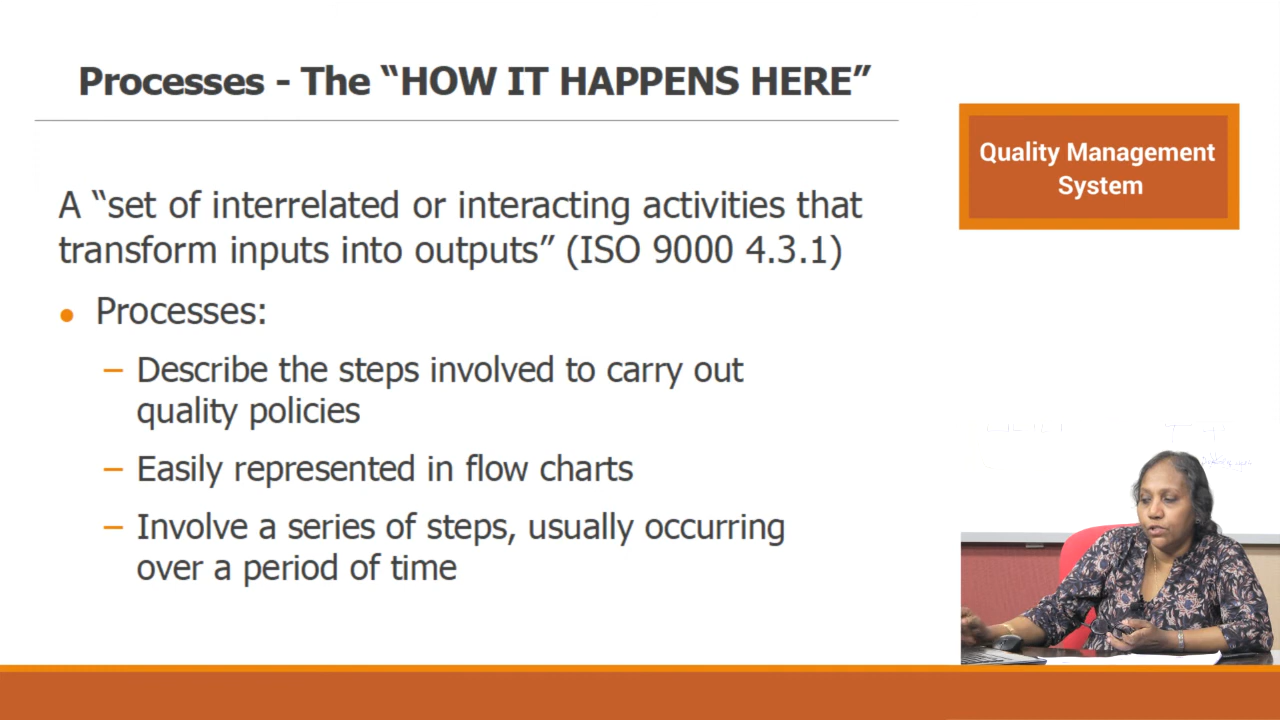 Processes - The “HOW IT HAPPENS HERE”
Quality Management
System
A “set of interrelated or interacting activities that
transform inputs into outputs” (ISO 9000 4.3.1)
• Processes:
– Describe the steps involved to carry out
quality policies
– Easily represented in flow charts
– Involve a series of steps, usually occurring
over a period of time